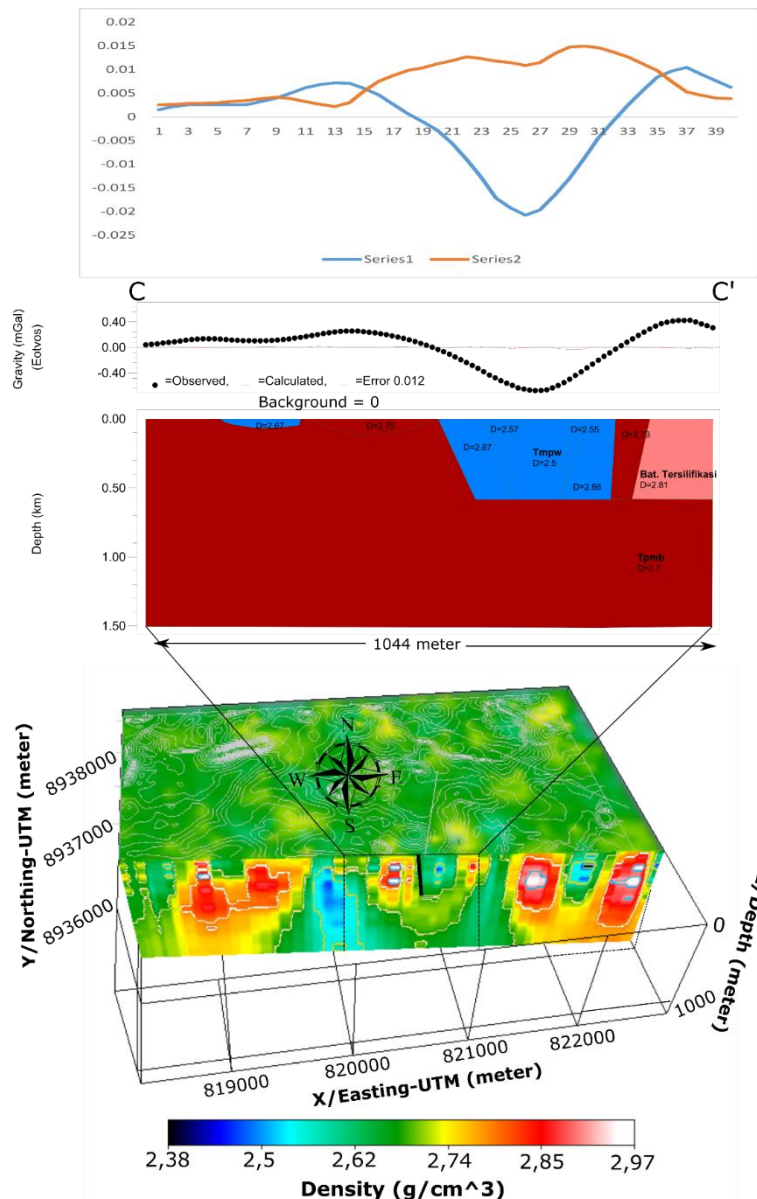 0.02
0.015
0.01
0.005
0
-0.005
-0.01
-0.015
-0.02
-0.025
1 3 5 7 9 11 13 15 17 19 21 23 25 27 29 31 33 35 37 39
Series1 Series2
C C'
Gravity (mGal)
(Eotvos)
0.40
0.00
-0.40
=Observed, =Calculated, =Error 0.012
Background = 0
Depth (km)
0.00
0.50
1.00
1.50
D=2.67
D=2.75
D=2.57
D=2.55
D=2.73
D=2.67
Tmpw
D=2.5
D=2.68
Bat. Tersilifikasi
D=2.81
Tpmb
D=2.7
1044 meter
N
W E
S
Y/Northing-UTM (meter)
8938000
8937000
8936000
/Depth (meter)
0
1000
819000
820000
821000
822000
X/Easting-UTM (meter)
2,38 2,5 2,62 2,74 2,85 2,97
Density (g/cm^3)